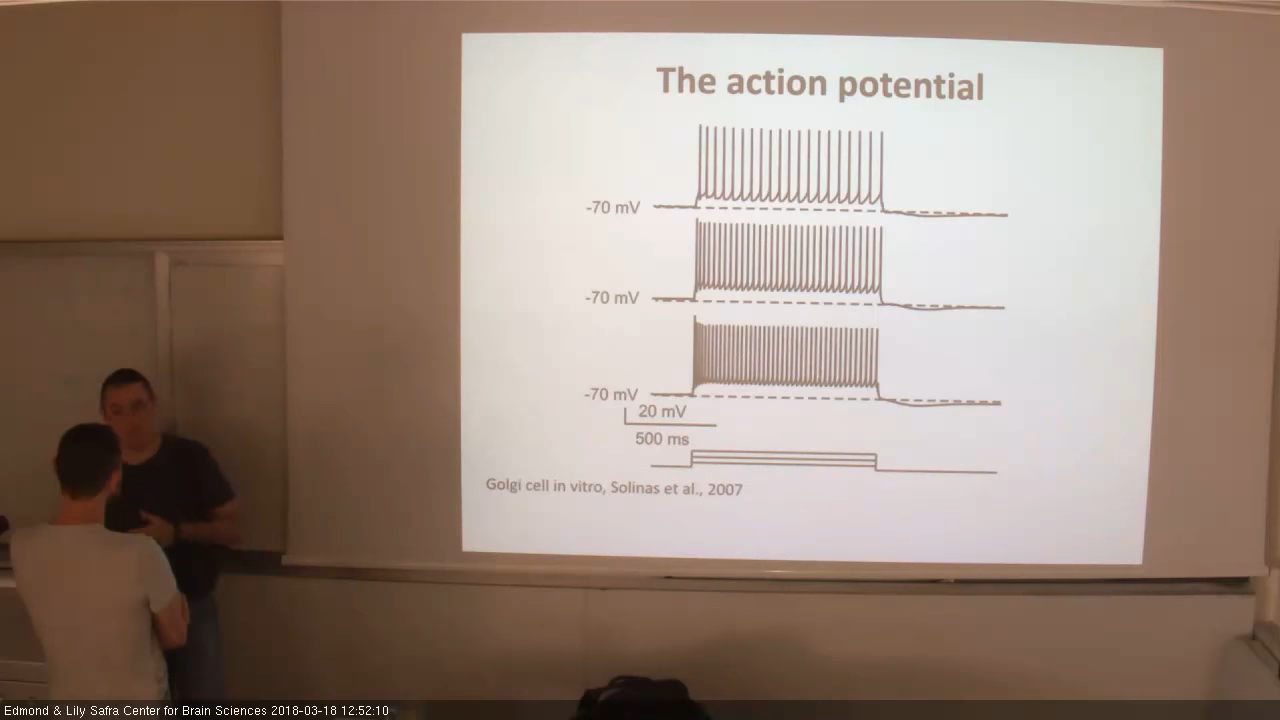 The action potential
-70 mV
-70 mV
-70 mV
20 mV
500 ms
Golgi cell in vitro, Solinas et al., 2007
Edmond & Lily Safra Center for Brain Sciences 2018-03-18 12:52:10